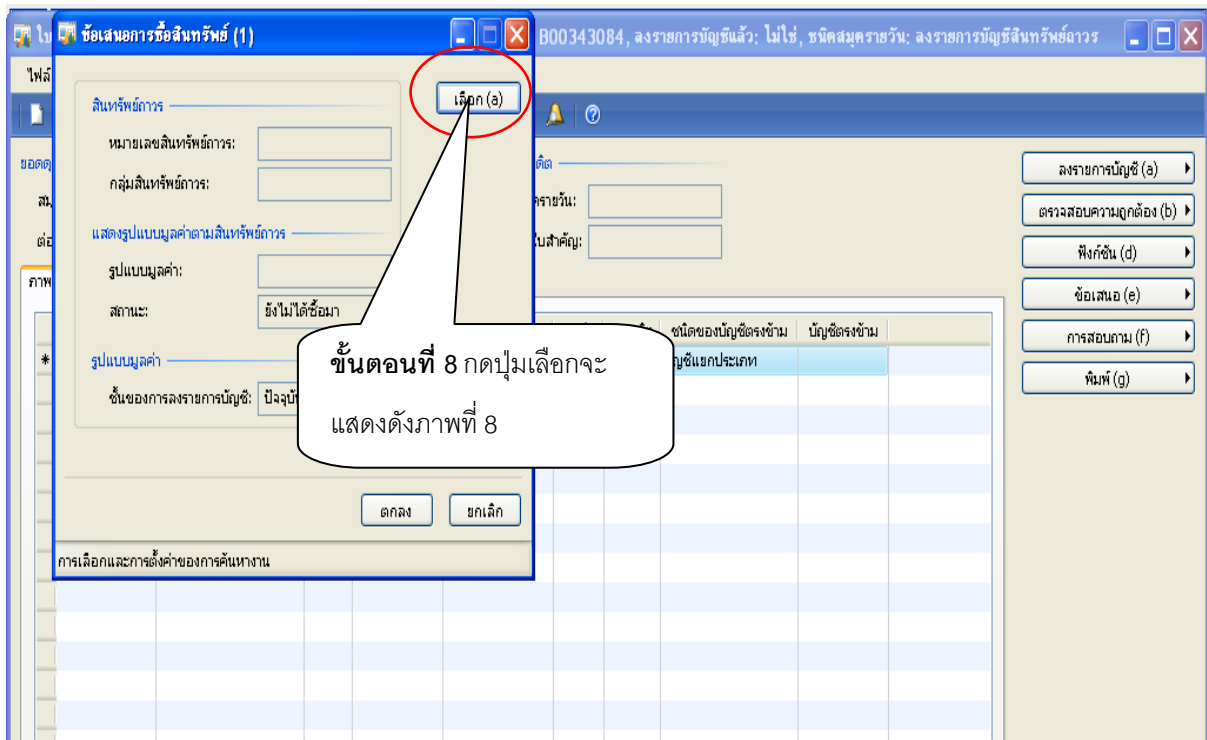 ข้อเสนอการซื้อสินทรัพย์ (1)
B00343084, ลงรายการบัญชีแล้ว: ไม่ใช่, ชนิดสมุดรายวัน: ลงรายการบัญชีสินทรัพย์ถาวร
ไฟล์
เลือก (a)
สินทรัพย์ถาวร
หมายเลขสินทรัพย์ถาวร:
กลุ่มสินทรัพย์ถาวร:
แสดงรูปแบบมูลค่าตามสินทรัพย์ถาวร
รูปแบบมูลค่า:
สถานะ: ยังไม่ได้ซื้อมา
รูปแบบมูลค่า
ชั้นของการลงรายการบัญชี: ปัจจุบัน
ตกลง ยกเลิก
การเลือกและการตั้งค่าของการค้นหางาน
ชนิดของบัญชีตรงข้าม บัญชีตรงข้าม
ขั้นตอนที่ 8 กดปุ่มเลือกจะ
แสดงดังภาพที่ 8
ลงรายการบัญชี (a)
ตรวจสอบความถูกต้อง (b)
ฟังก์ชัน (d)
ข้อเสนอ (e)
การสอบถาม (f)
พิมพ์ (g)